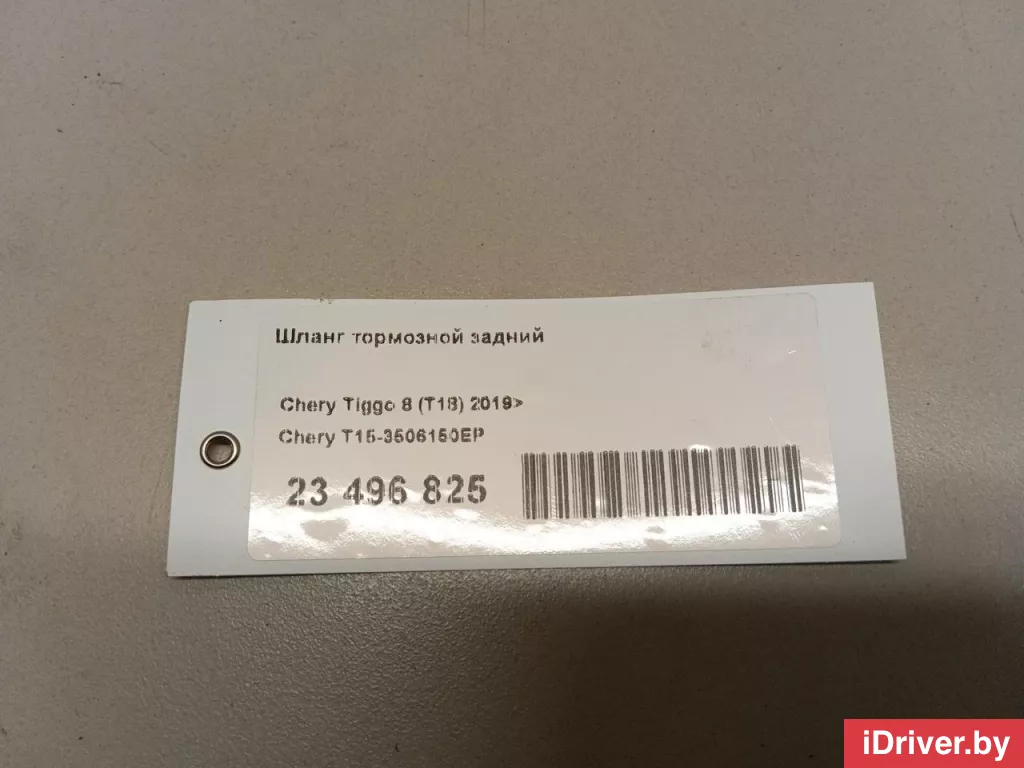 Шланг тормозной задний
Chery Tiggo 8 (T18) 2019>
Chery T15-3506150EP
23 496 825
iDriver.by